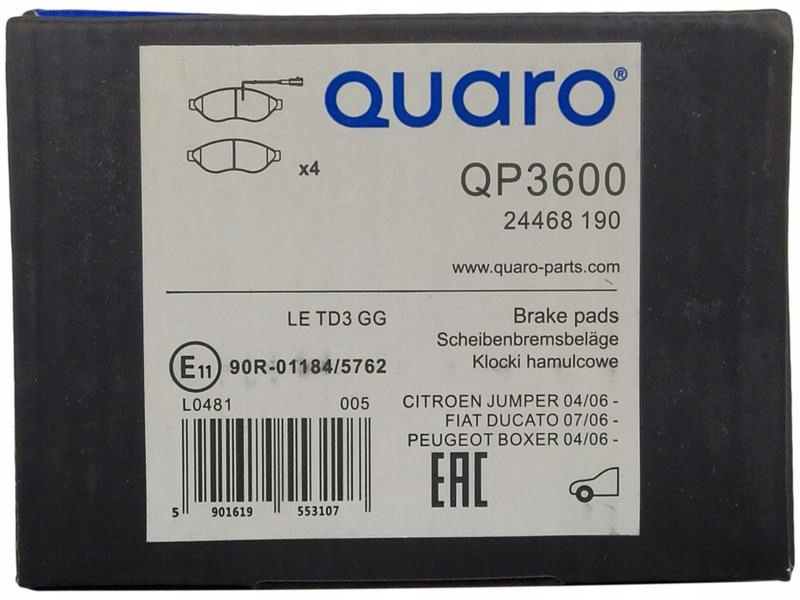 QUARO®
x4
QP3600
24468 190
www.quaro-parts.com
LE TD3 GG
Brake pads
Scheibenbremsbeläge
Klocki hamulcowe
E11 90R-01184/5762
L0481 005
CITROEN JUMPER 04/06 -
FIAT DUCATO 07/06 -
PEUGEOT BOXER 04/06 -
EAC
5 901619 553107